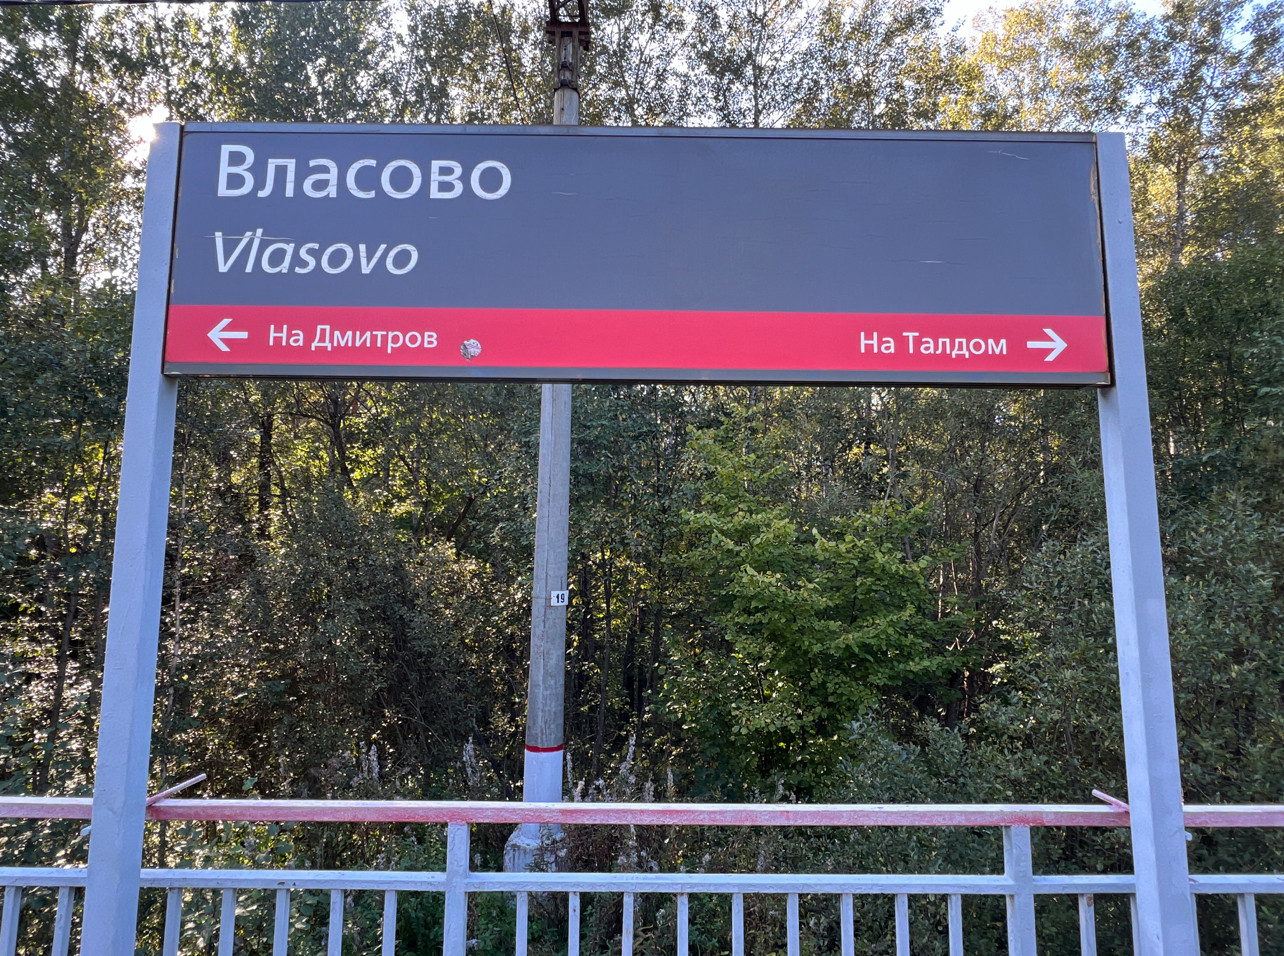 Власово
Vlasovo
← На Дмитров
На Талдом →
19